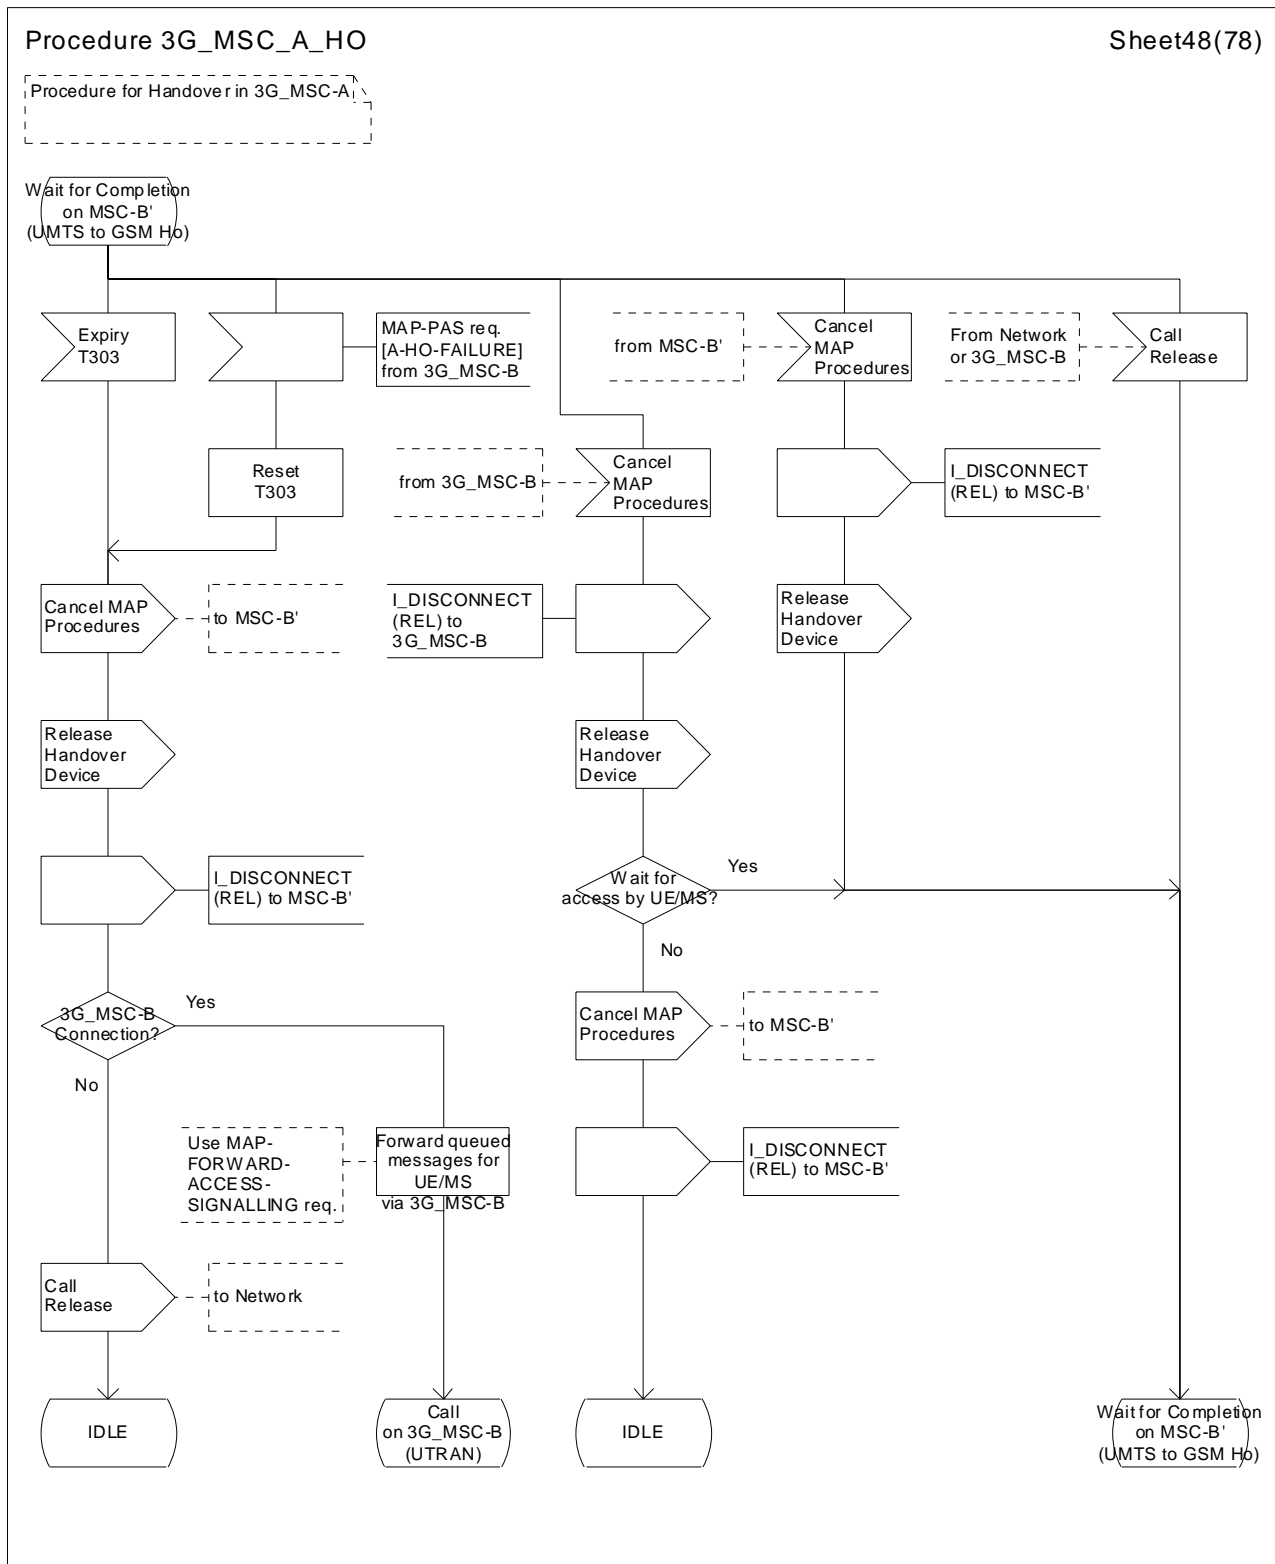 Procedure 3G_MSC_A_HO
Sheet48(78)
Procedure for Handover in 3G_MSC-A
Wait for Completion
on MSC-B'
(UMTS to GSM Ho)
Expiry
T303
MAP-PAS req.
[A-HO-FAILURE]
from 3G_MSC-B
from MSC-B'
Cancel
MAP
Procedures
From Network
or 3G_MSC-B
Call
Release
Reset
T303
from 3G_MSC-B
Cancel
MAP
Procedures
I_DISCONNECT
(REL) to MSC-B'
Cancel MAP
Procedures
to MSC-B'
I_DISCONNECT
(REL) to
3G_MSC-B
Release
Handover
Device
Release
Handover
Device
Release
Handover
Device
I_DISCONNECT
(REL) to MSC-B'
Wait for
access by UE/MS?
Yes
No
3G_MSC-B
Connection?
Yes
No
Cancel MAP
Procedures
to MSC-B'
Use MAP-
FORWARD-
ACCESS-
SIGNALLING req.
Forward queued
messages for
UE/MS
via 3G_MSC-B
I_DISCONNECT
(REL) to MSC-B'
Call
Release
to Network
IDLE
Call
on 3G_MSC-B
(UTRAN)
IDLE
Wait for Completion
on MSC-B'
(UMTS to GSM Ho)